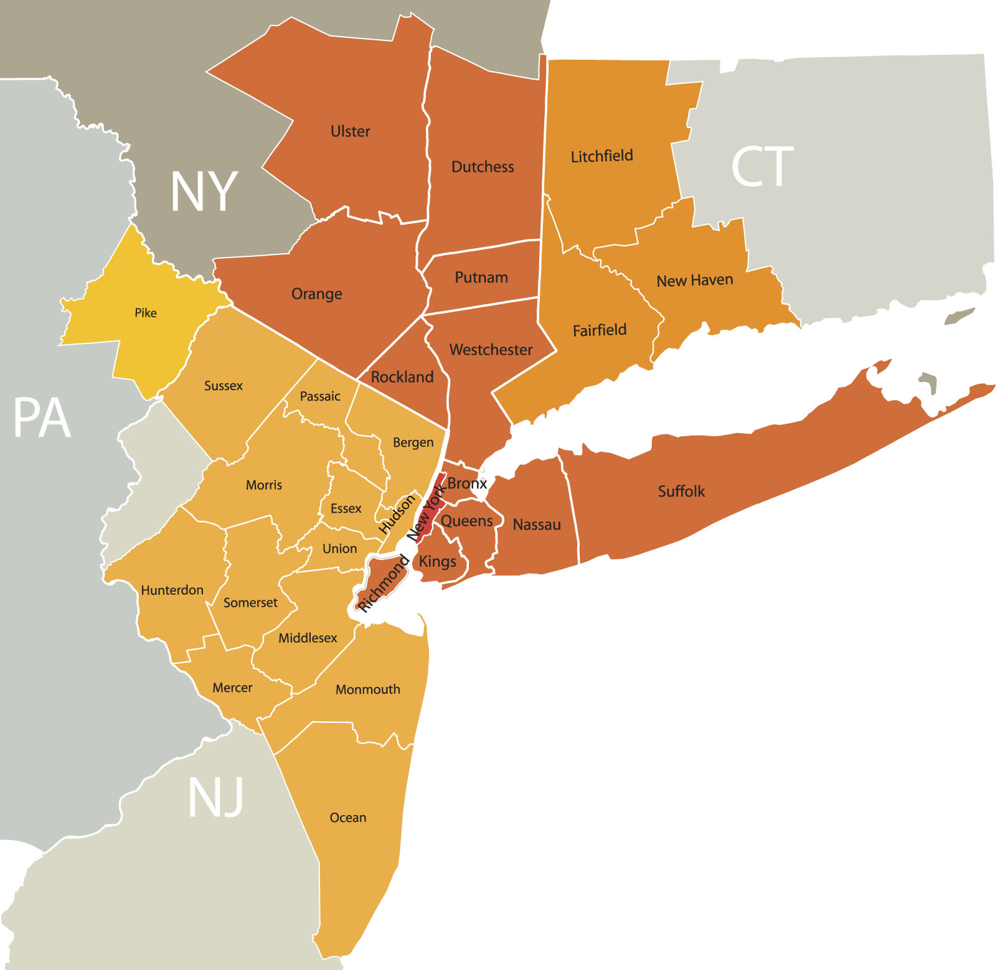 Ulster
Dutchess
Litchfield
CT
NY
Putnam
New Haven
Orange
Pike
Fairfield
Westchester
Rockland
Sussex
Passaic
PA
Bergen
Morris
Bronx
Suffolk
Essex
Hudson
New York
Queens
Nassau
Union
Kings
Richmond
Hunterdon
Somerset
Middlesex
Mercer
Monmouth
NJ
Ocean